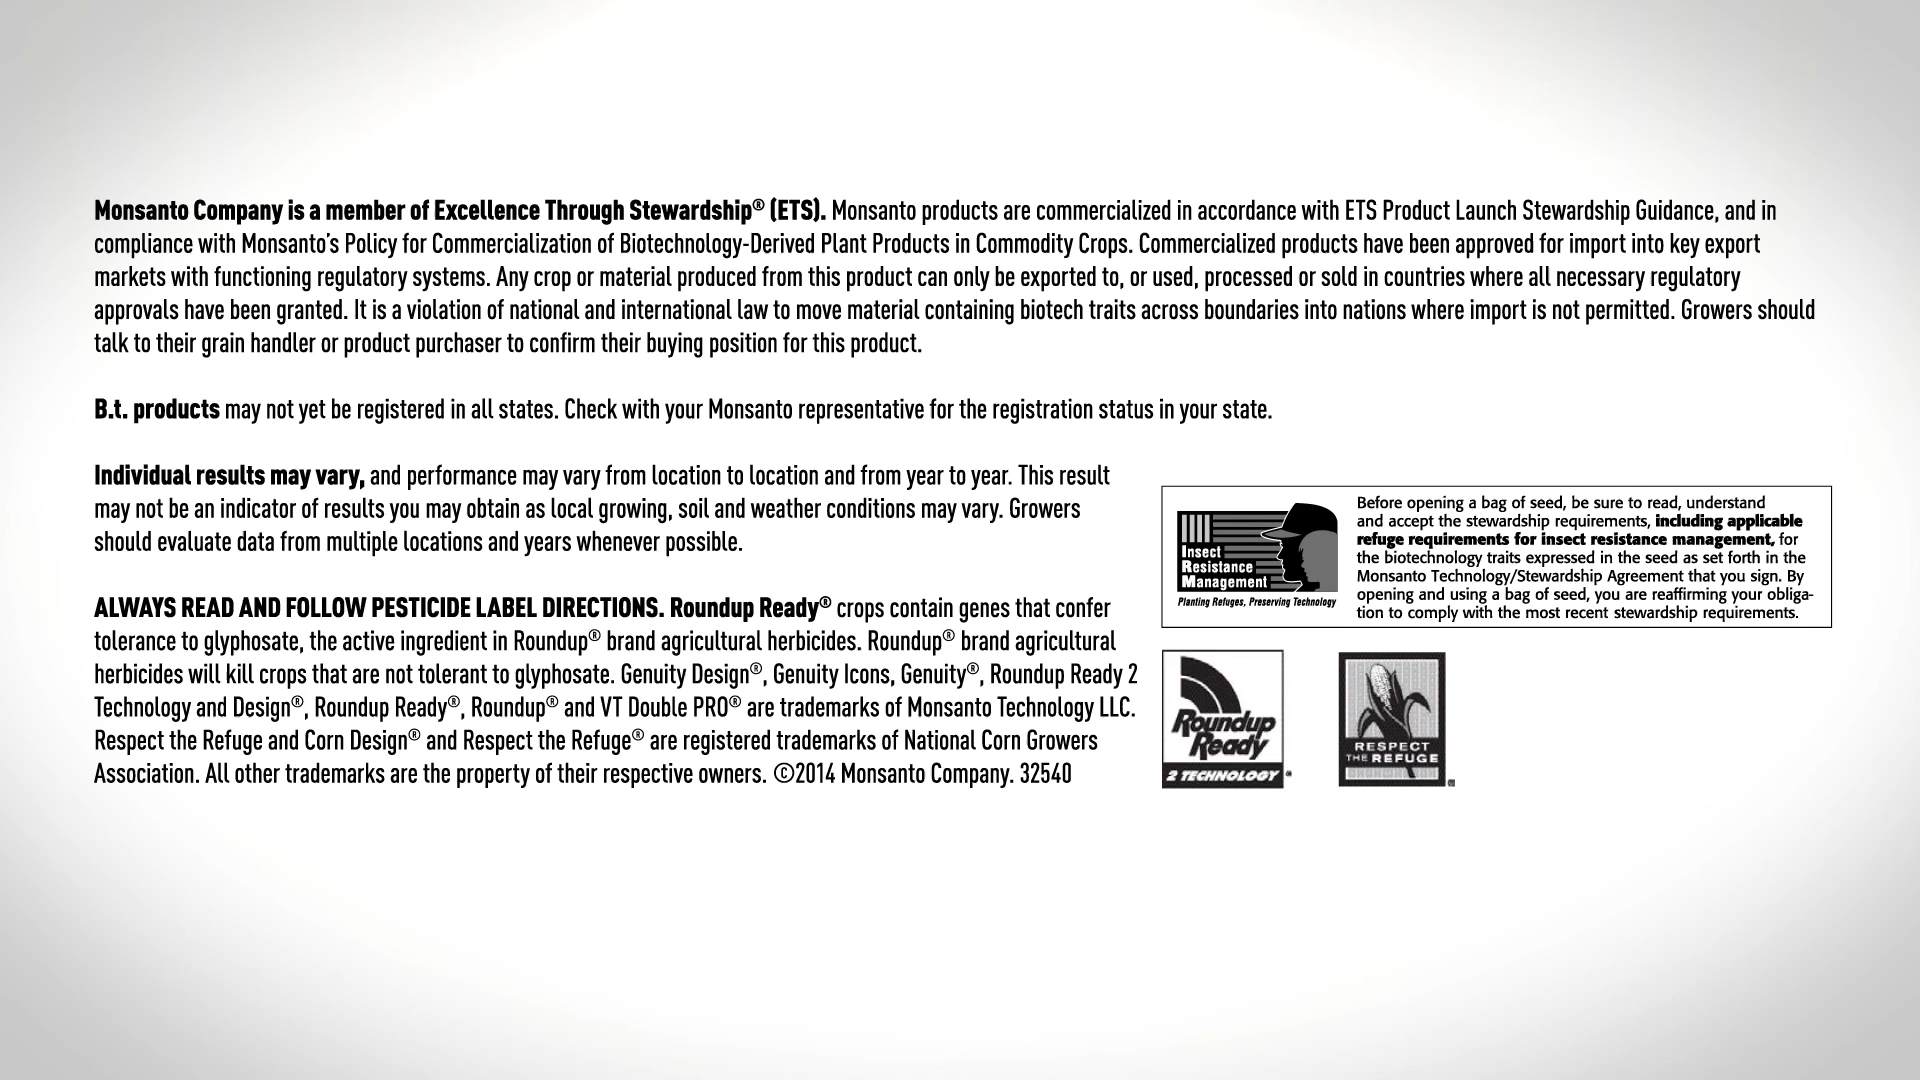 Monsanto Company is a member of Excellence Through Stewardship® (ETS). Monsanto products are commercialized in accordance with ETS Product Launch Stewardship Guidance, and in
compliance with Monsanto’s Policy for Commercialization of Biotechnology-Derived Plant Products in Commodity Crops. Commercialized products have been approved for import into key export
markets with functioning regulatory systems. Any crop or material produced from this product can only be exported to, or used, processed or sold in countries where all necessary regulatory
approvals have been granted. It is a violation of national and international law to move material containing biotech traits across boundaries into nations where import is not permitted. Growers should
talk to their grain handler or product purchaser to confirm their buying position for this product.
B.t. products may not yet be registered in all states. Check with your Monsanto representative for the registration status in your state.
Individual results may vary, and performance may vary from location to location and from year to year. This result
may not be an indicator of results you may obtain as local growing, soil and weather conditions may vary. Growers
should evaluate data from multiple locations and years whenever possible.
ALWAYS READ AND FOLLOW PESTICIDE LABEL DIRECTIONS. Roundup Ready® crops contain genes that confer
tolerance to glyphosate, the active ingredient in Roundup® brand agricultural herbicides. Roundup® brand agricultural
herbicides will kill crops that are not tolerant to glyphosate. Genuity Design®, Genuity Icons, Genuity®, Roundup Ready 2
Technology and Design®, Roundup Ready®, Roundup® and VT Double PRO® are trademarks of Monsanto Technology LLC.
Respect the Refuge and Corn Design® and Respect the Refuge® are registered trademarks of National Corn Growers
Association. All other trademarks are the property of their respective owners. ©2014 Monsanto Company. 32540
Insect
Resistance
Management
Planting Refuges, Preserving Technology
Before opening a bag of seed, be sure to read, understand
and accept the stewardship requirements, including applicable
refuge requirements for insect resistance management, for
the biotechnology traits expressed in the seed as set forth in the
Monsanto Technology/Stewardship Agreement that you sign. By
opening and using a bag of seed, you are reaffirming your obliga-
tion to comply with the most recent stewardship requirements.
Roundup
Ready
2 TECHNOLOGY®
RESPECT
THE REFUGE
®